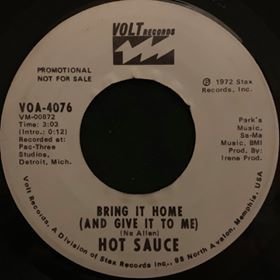 VOLT RECORDS
PROMOTIONAL
NOT FOR SALE
℗ 1972 Stax
Records, Inc.
VOA-4076
VM-00872
Time: 3:03
(Intro.: 0:12)
Recorded at:
Pac-Three
Studios,
Detroit, Mich.
Park's
Music,
Sa-Ma
Music, BMI
Prod. By:
Irene Prod.
BRING IT HOME
(AND GIVE IT TO ME)
(Na Allen)
HOT SAUCE
Volt Records, A Division of Stax Records Inc., 98 North Avalon, Memphis, USA